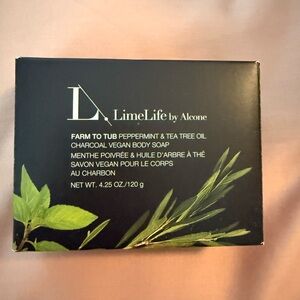 L. LimeLife by Alcone
FARM TO TUB PEPPERMINT & TEA TREE OIL
CHARCOAL VEGAN BODY SOAP
MENTHE POIVRÉE & HUILE D'ARBRE À THÉ
SAVON VEGAN POUR LE CORPS
AU CHARBON
NET WT. 4.25 OZ./120 g